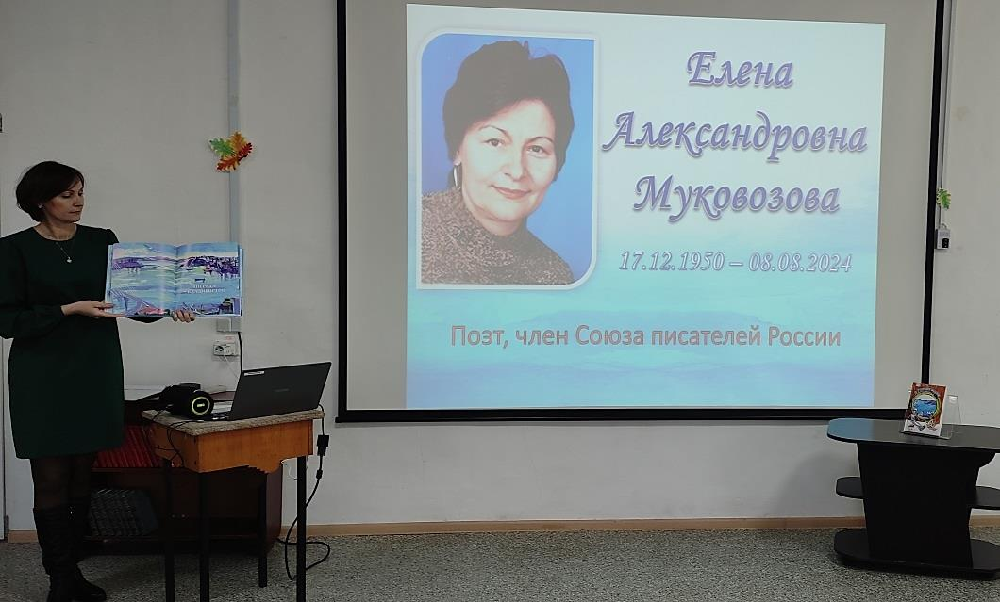 Елена
Александровна
Муковозова
17.12.1950 – 08.08.2024
Поэт, член Союза писателей России